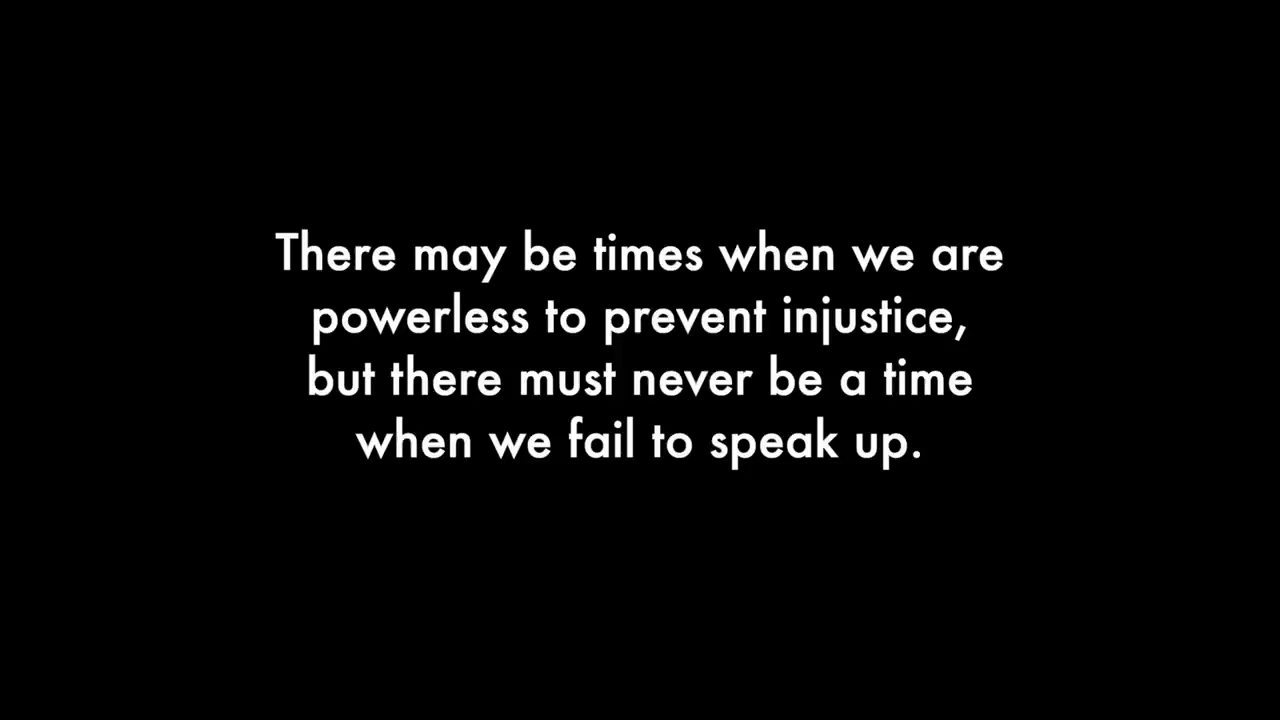 There may be times when we are
powerless to prevent injustice,
but there must never be a time
when we fail to speak up.